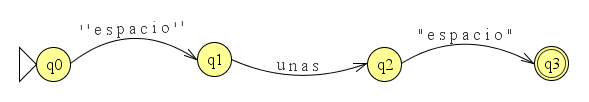 ''espacio'' "espacio"
q0 q1 unas q2 q3